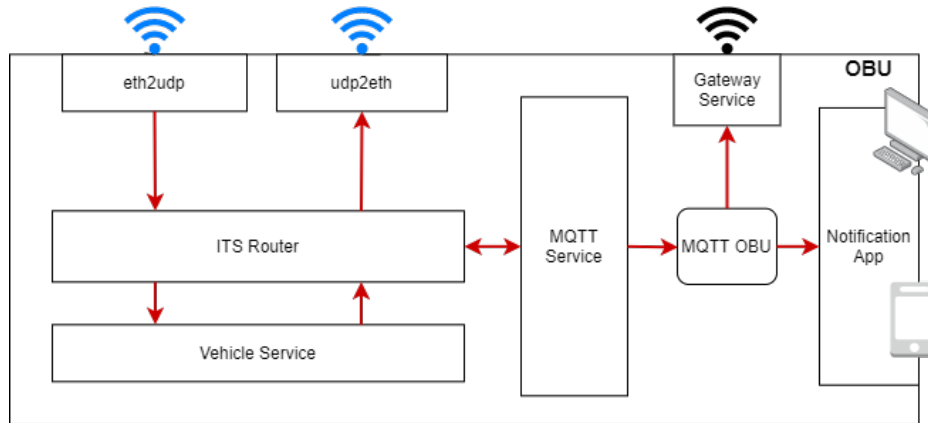 OBU
eth2udp
udp2eth
Gateway
Service
ITS Router
MQTT
Service
MQTT OBU
Notification
App
Vehicle Service